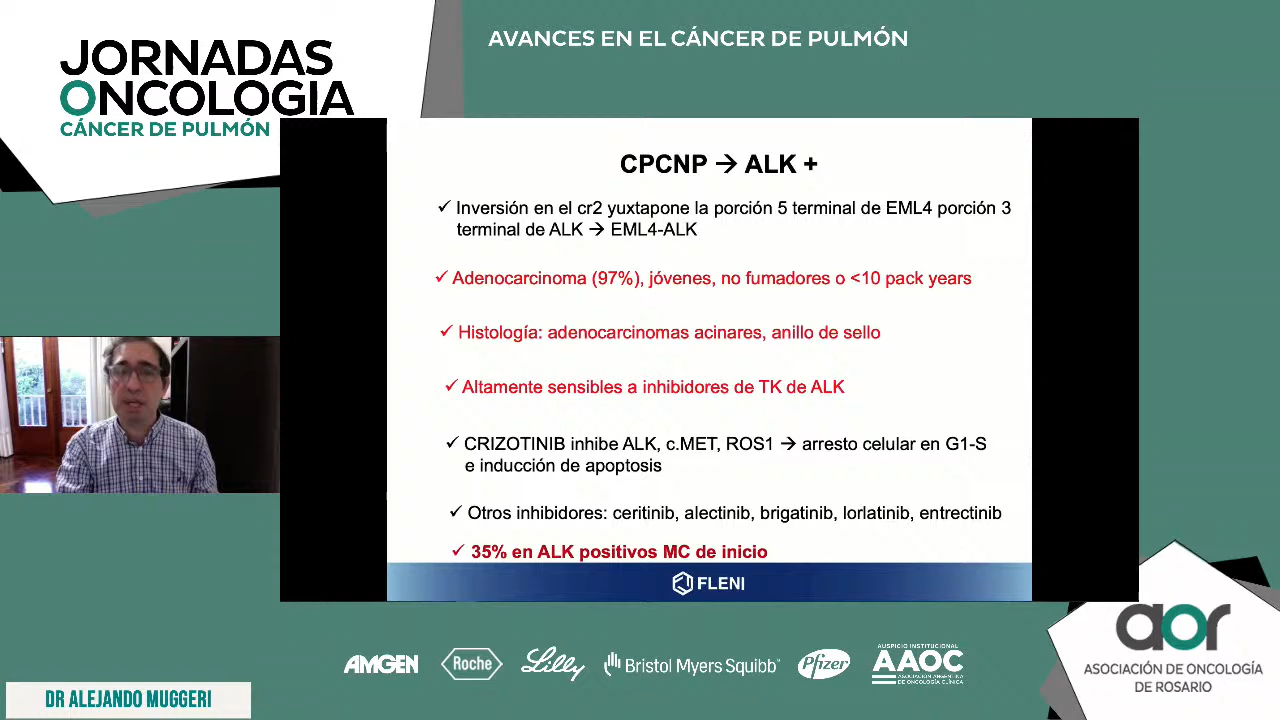 JORNADAS
ONCOLOGIA
CÁNCER DE PULMÓN
AVANCES EN EL CÁNCER DE PULMÓN
CPCNP → ALK +
✓ Inversión en el cr2 yuxtapone la porción 5 terminal de EML4 porción 3
terminal de ALK → EML4-ALK
✓ Adenocarcinoma (97%), jóvenes, no fumadores o <10 pack years
✓ Histología: adenocarcinomas acinares, anillo de sello
✓ Altamente sensibles a inhibidores de TK de ALK
✓ CRIZOTINIB inhibe ALK, c.MET, ROS1 → arresto celular en G1-S
e inducción de apoptosis
✓ Otros inhibidores: ceritinib, alectinib, brigatinib, lorlatinib, entrectinib
✓ 35% en ALK positivos MC de inicio
FLENI
AMGEN
Roche
Lilly
Bristol Myers Squibb
Pfizer
AUSPICIO INSTITUCIONAL
AAOC
ASOCIACIÓN ARGENTINA
DE ONCOLOGÍA CLÍNICA
aor
ASOCIACIÓN DE ONCOLOGÍA
DE ROSARIO
DR ALEJANDO MUGGERI